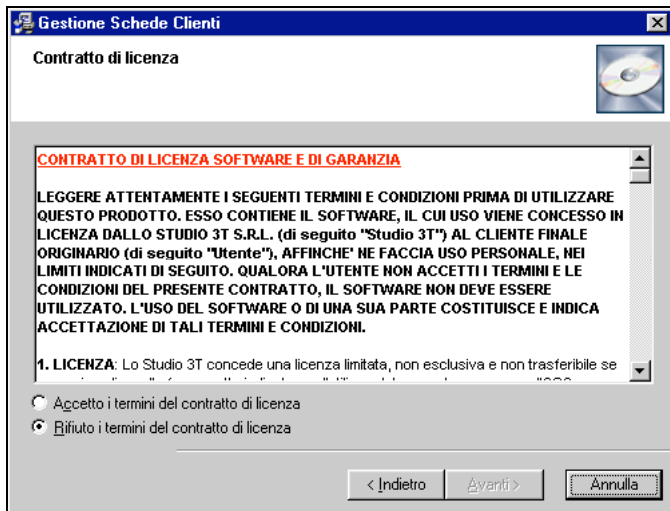 Gestione Schede Clienti
Contratto di licenza
CONTRATTO DI LICENZA SOFTWARE E DI GARANZIA
LEGGERE ATTENTAMENTE I SEGUENTI TERMINI E CONDIZIONI PRIMA DI UTILIZZARE
QUESTO PRODOTTO. ESSO CONTIENE IL SOFTWARE, IL CUI USO VIENE CONCESSO IN
LICENZA DALLO STUDIO 3T S.R.L. (di seguito "Studio 3T") AL CLIENTE FINALE
ORIGINARIO (di seguito "Utente"), AFFINCHE' NE FACCIA USO PERSONALE, NEI
LIMITI INDICATI DI SEGUITO. QUALORA L'UTENTE NON ACCETTI I TERMINI E LE
CONDIZIONI DEL PRESENTE CONTRATTO, IL SOFTWARE NON DEVE ESSERE
UTILIZZATO. L'USO DEL SOFTWARE O DI UNA SUA PARTE COSTITUISCE E INDICA
ACCETTAZIONE DI TALI TERMINI E CONDIZIONI.
1. LICENZA: Lo Studio 3T concede una licenza limitata, non esclusiva e non trasferibile se
Accetto i termini del contratto di licenza
Rifiuto i termini del contratto di licenza
< Indietro
Avanti >
Annulla